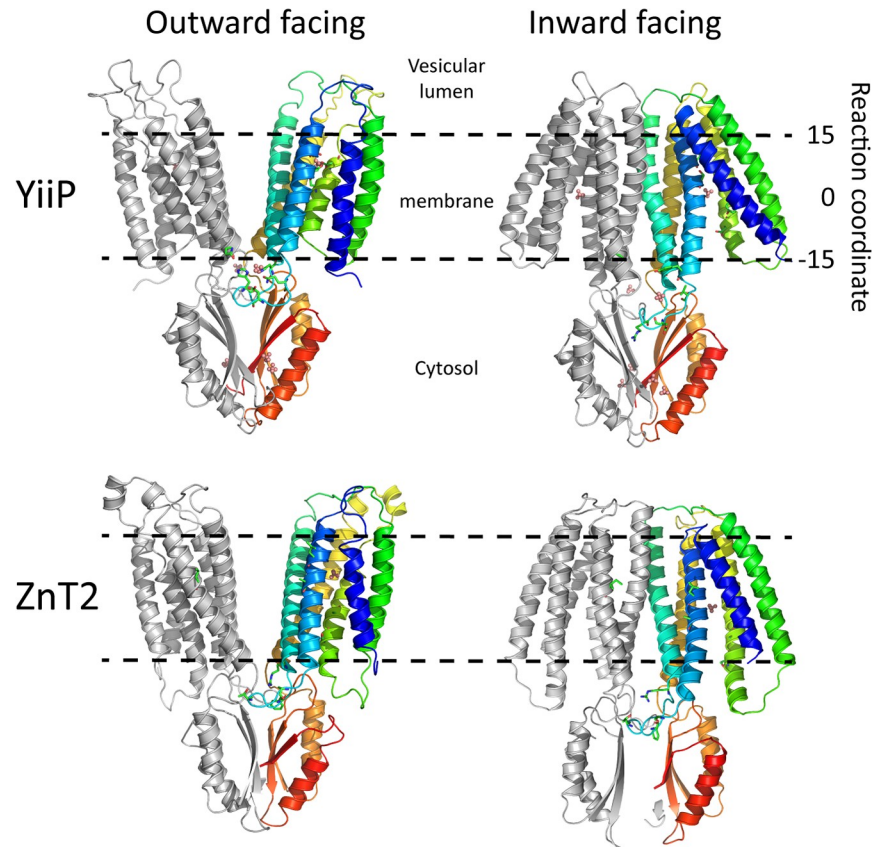 Outward facing
Inward facing
Vesicular
lumen
YiiP
membrane
15
0
-15
Reaction coordinate
Cytosol
ZnT2